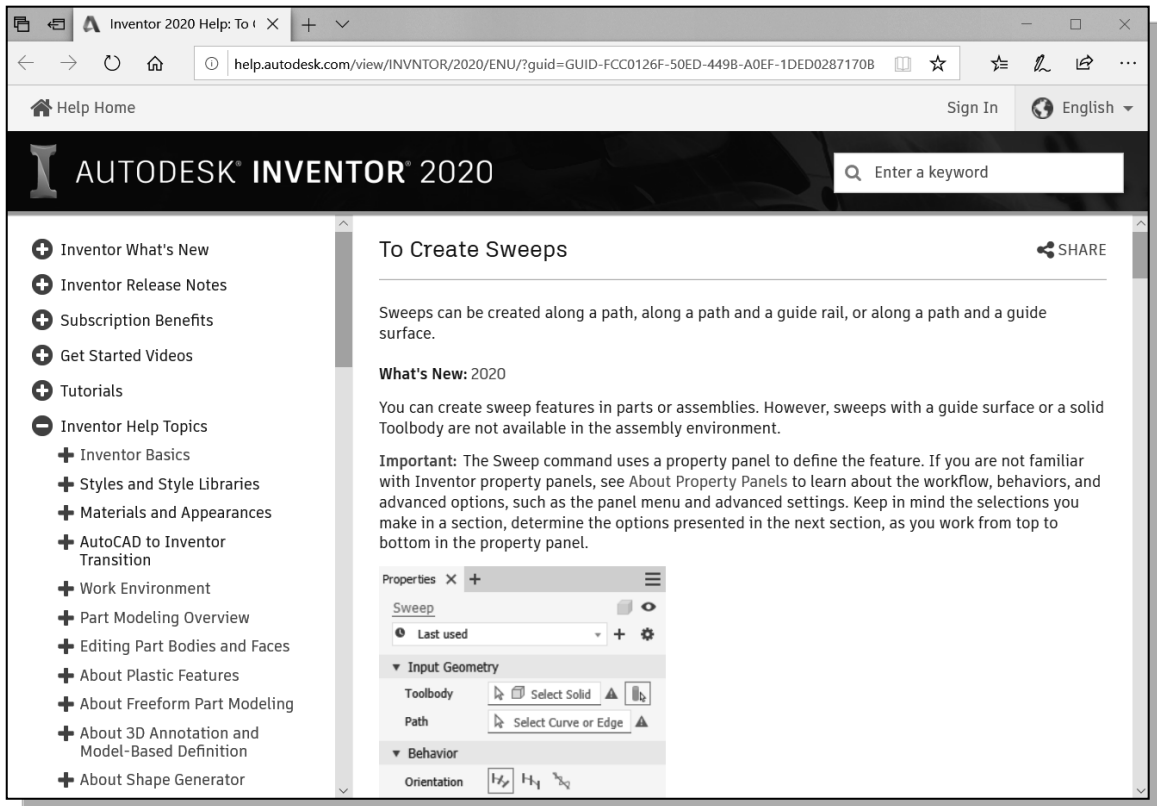 Inventor 2020 Help: To
help.autodesk.com/view/INVNTOR/2020/ENU/?guid=GUID-FCC0126F-50ED-449B-A0EF-1DED0287170B
Help Home
Sign In
English
AUTODESK® INVENTOR® 2020
Enter a keyword
Inventor What's New
Inventor Release Notes
Subscription Benefits
Get Started Videos
Tutorials
Inventor Help Topics
Inventor Basics
Styles and Style Libraries
Materials and Appearances
AutoCAD to Inventor
Transition
Work Environment
Part Modeling Overview
Editing Part Bodies and Faces
About Plastic Features
About Freeform Part Modeling
About 3D Annotation and
Model-Based Definition
About Shape Generator
To Create Sweeps
SHARE
Sweeps can be created along a path, along a path and a guide rail, or along a path and a guide
surface.
What's New: 2020
You can create sweep features in parts or assemblies. However, sweeps with a guide surface or a solid
Toolbody are not available in the assembly environment.
Important: The Sweep command uses a property panel to define the feature. If you are not familiar
with Inventor property panels, see About Property Panels to learn about the workflow, behaviors, and
advanced options, such as the panel menu and advanced settings. Keep in mind the selections you
make in a section, determine the options presented in the next section, as you work from top to
bottom in the property panel.
Properties
Sweep
Last used
Input Geometry
Toolbody
Select Solid
Path
Select Curve or Edge
Behavior
Orientation